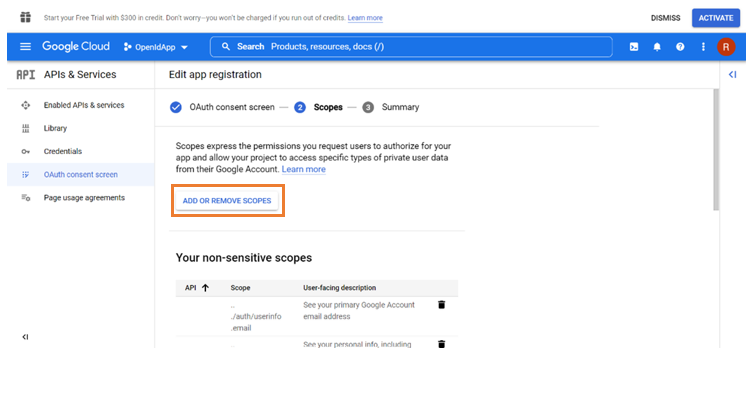 Start your Free Trial with $300 in credit. Don't worry–you won't be charged if you run out of credits. Learn more
DISMISS
ACTIVATE
Google Cloud
OpenIdApp
Search Products, resources, docs (/)
R
API APIs & Services
Edit app registration
Enabled APIs & services
Library
Credentials
OAuth consent screen
Page usage agreements
OAuth consent screen — 2 Scopes — 3 Summary
Scopes express the permissions you request users to authorize for your
app and allow your project to access specific types of private user data
from their Google Account. Learn more
ADD OR REMOVE SCOPES
Your non-sensitive scopes
API Scope User-facing description
..
./auth/userinfo
.email
See your primary Google Account
email address
..
See your personal info, including